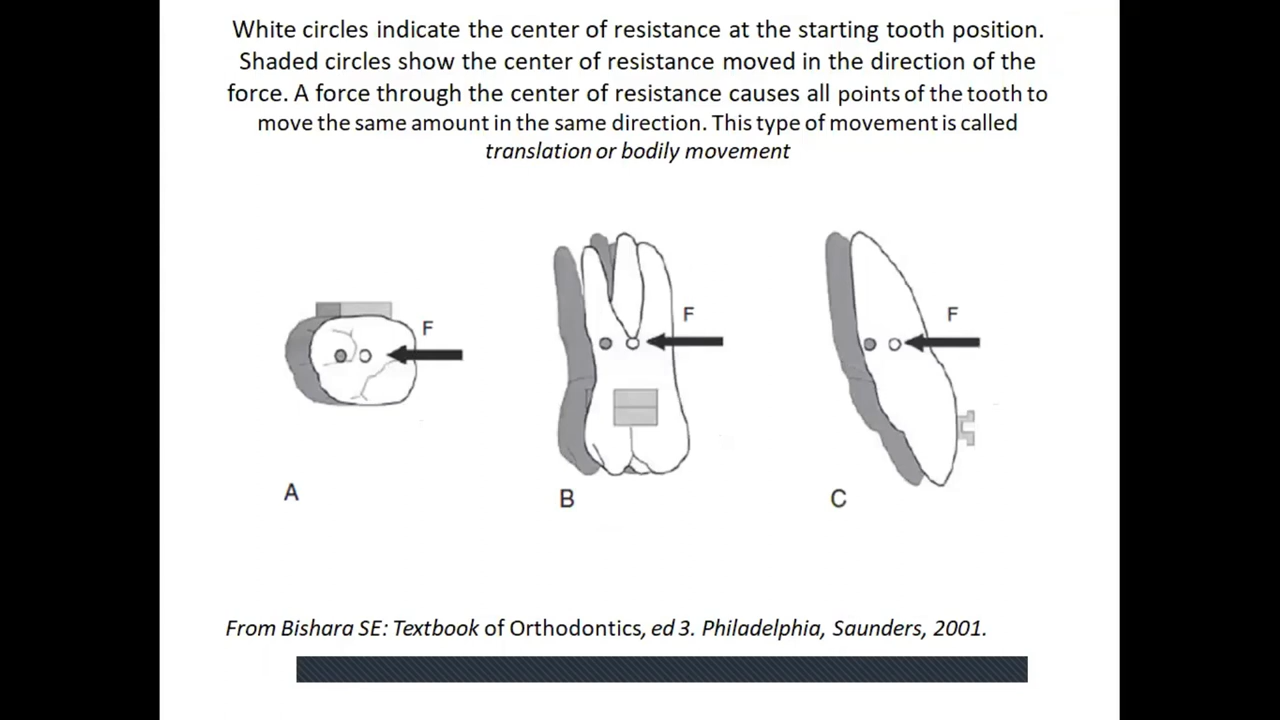 White circles indicate the center of resistance at the starting tooth position.
Shaded circles show the center of resistance moved in the direction of the
force. A force through the center of resistance causes all points of the tooth to
move the same amount in the same direction. This type of movement is called
translation or bodily movement
F
F
F
A
B
C
From Bishara SE: Textbook of Orthodontics, ed 3. Philadelphia, Saunders, 2001.